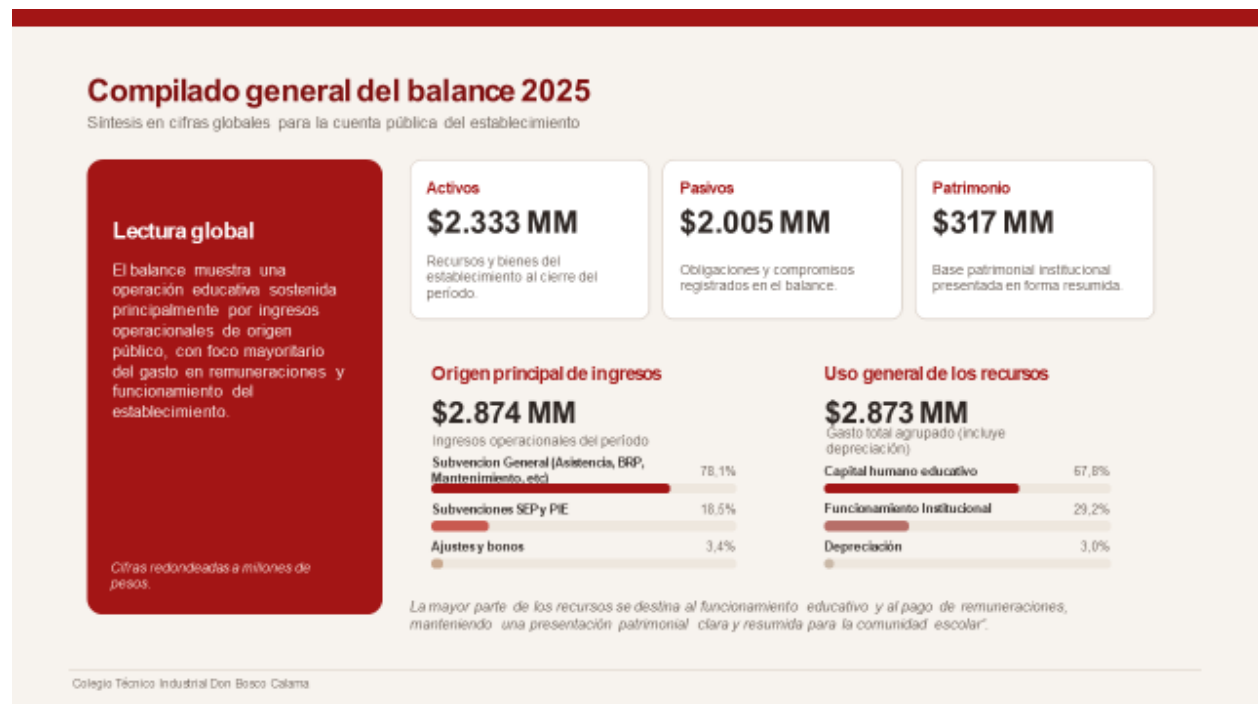 Compilado general del balance 2025
Síntesis en cifras globales para la cuenta pública del establecimiento
Lectura global
El balance muestra una
operación educativa sostenida
principalmente por ingresos
operacionales de origen
público, con foco mayoritario
del gasto en remuneraciones y
funcionamiento del
establecimiento.
Cifras redondeadas a millones de
pesos.
Activos
$2.333 MM
Recursos y bienes del
establecimiento al cierre del
período.
Pasivos
$2.005 MM
Obligaciones y compromisos
registrados en el balance.
Patrimonio
$317 MM
Base patrimonial institucional
presentada en forma resumida.
Origen principal de ingresos
$2.874 MM
Ingresos operacionales del período
Subvencion General (Asistencia, BRP,
Mantenimiento, etc)
78,1%
Subvenciones SEP y PIE
18,5%
Ajustes y bonos
3,4%
Uso general de los recursos
$2.873 MM
Gasto total agrupado (incluye
depreciación)
Capital humano educativo
67,8%
Funcionamiento Institucional
29,2%
Depreciación
3,0%
La mayor parte de los recursos se destina al funcionamiento educativo y al pago de remuneraciones,
manteniendo una presentación patrimonial clara y resumida para la comunidad escolar".
Colegio Técnico Industrial Don Bosco Calama